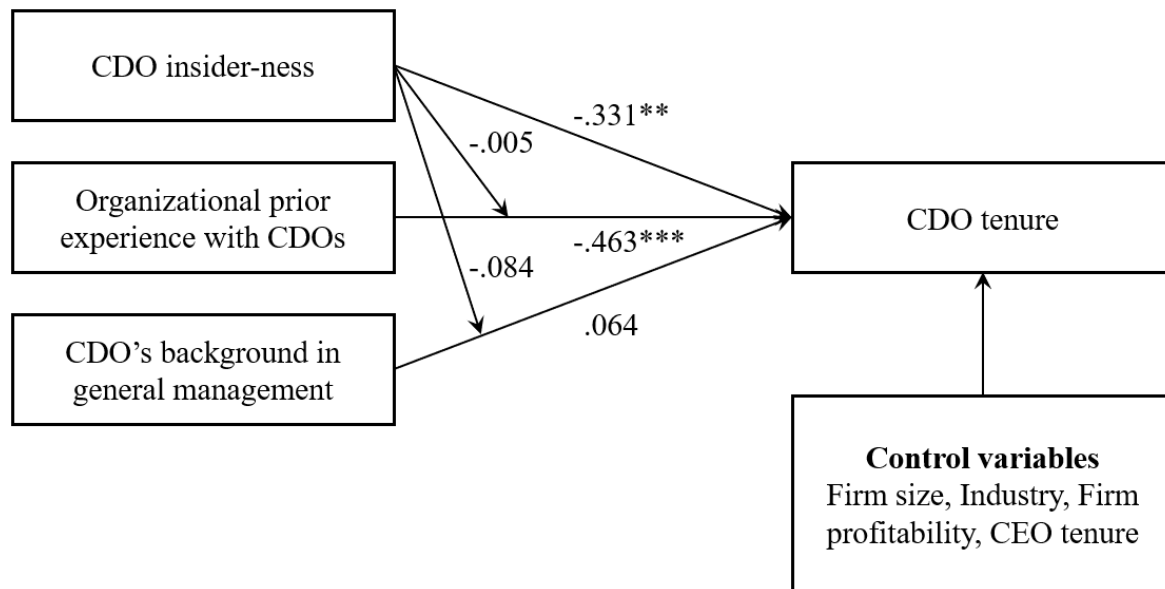 CDO insider-ness
-.331**
-.005
Organizational prior
experience with CDOs
CDO tenure
-.463***
-.084
.064
CDO’s background in
general management
Control variables
Firm size, Industry, Firm
profitability, CEO tenure